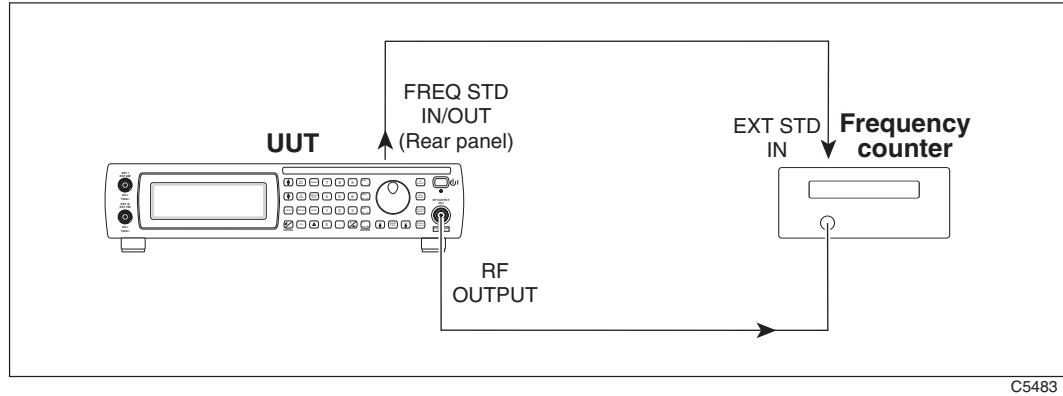 FREQ STD
IN/OUT
(Rear panel)
UUT
EXT STD
IN
Frequency
counter
RF
OUTPUT
C5483